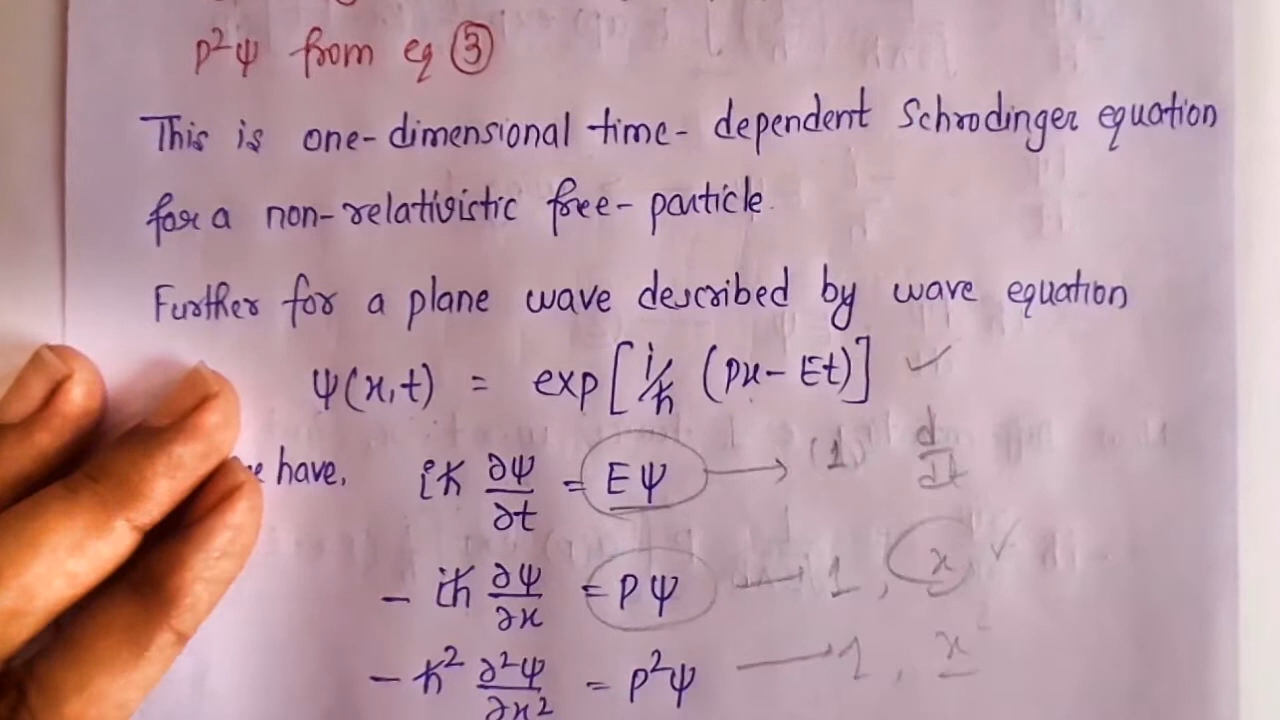 p²ψ from eq ③
This is one-dimensional time-dependent Schrodinger equation
for a non-relativistic free-particle.
Further for a plane wave described by wave equation
ψ(x,t) = exp[i/ħ (px-Et)] ✓
have, iħ ∂ψ/∂t = Eψ → (1) d/dt
-iħ ∂ψ/∂x = pψ → 1, x ✓
-ħ² ∂²ψ/∂x² = p²ψ → 1, x